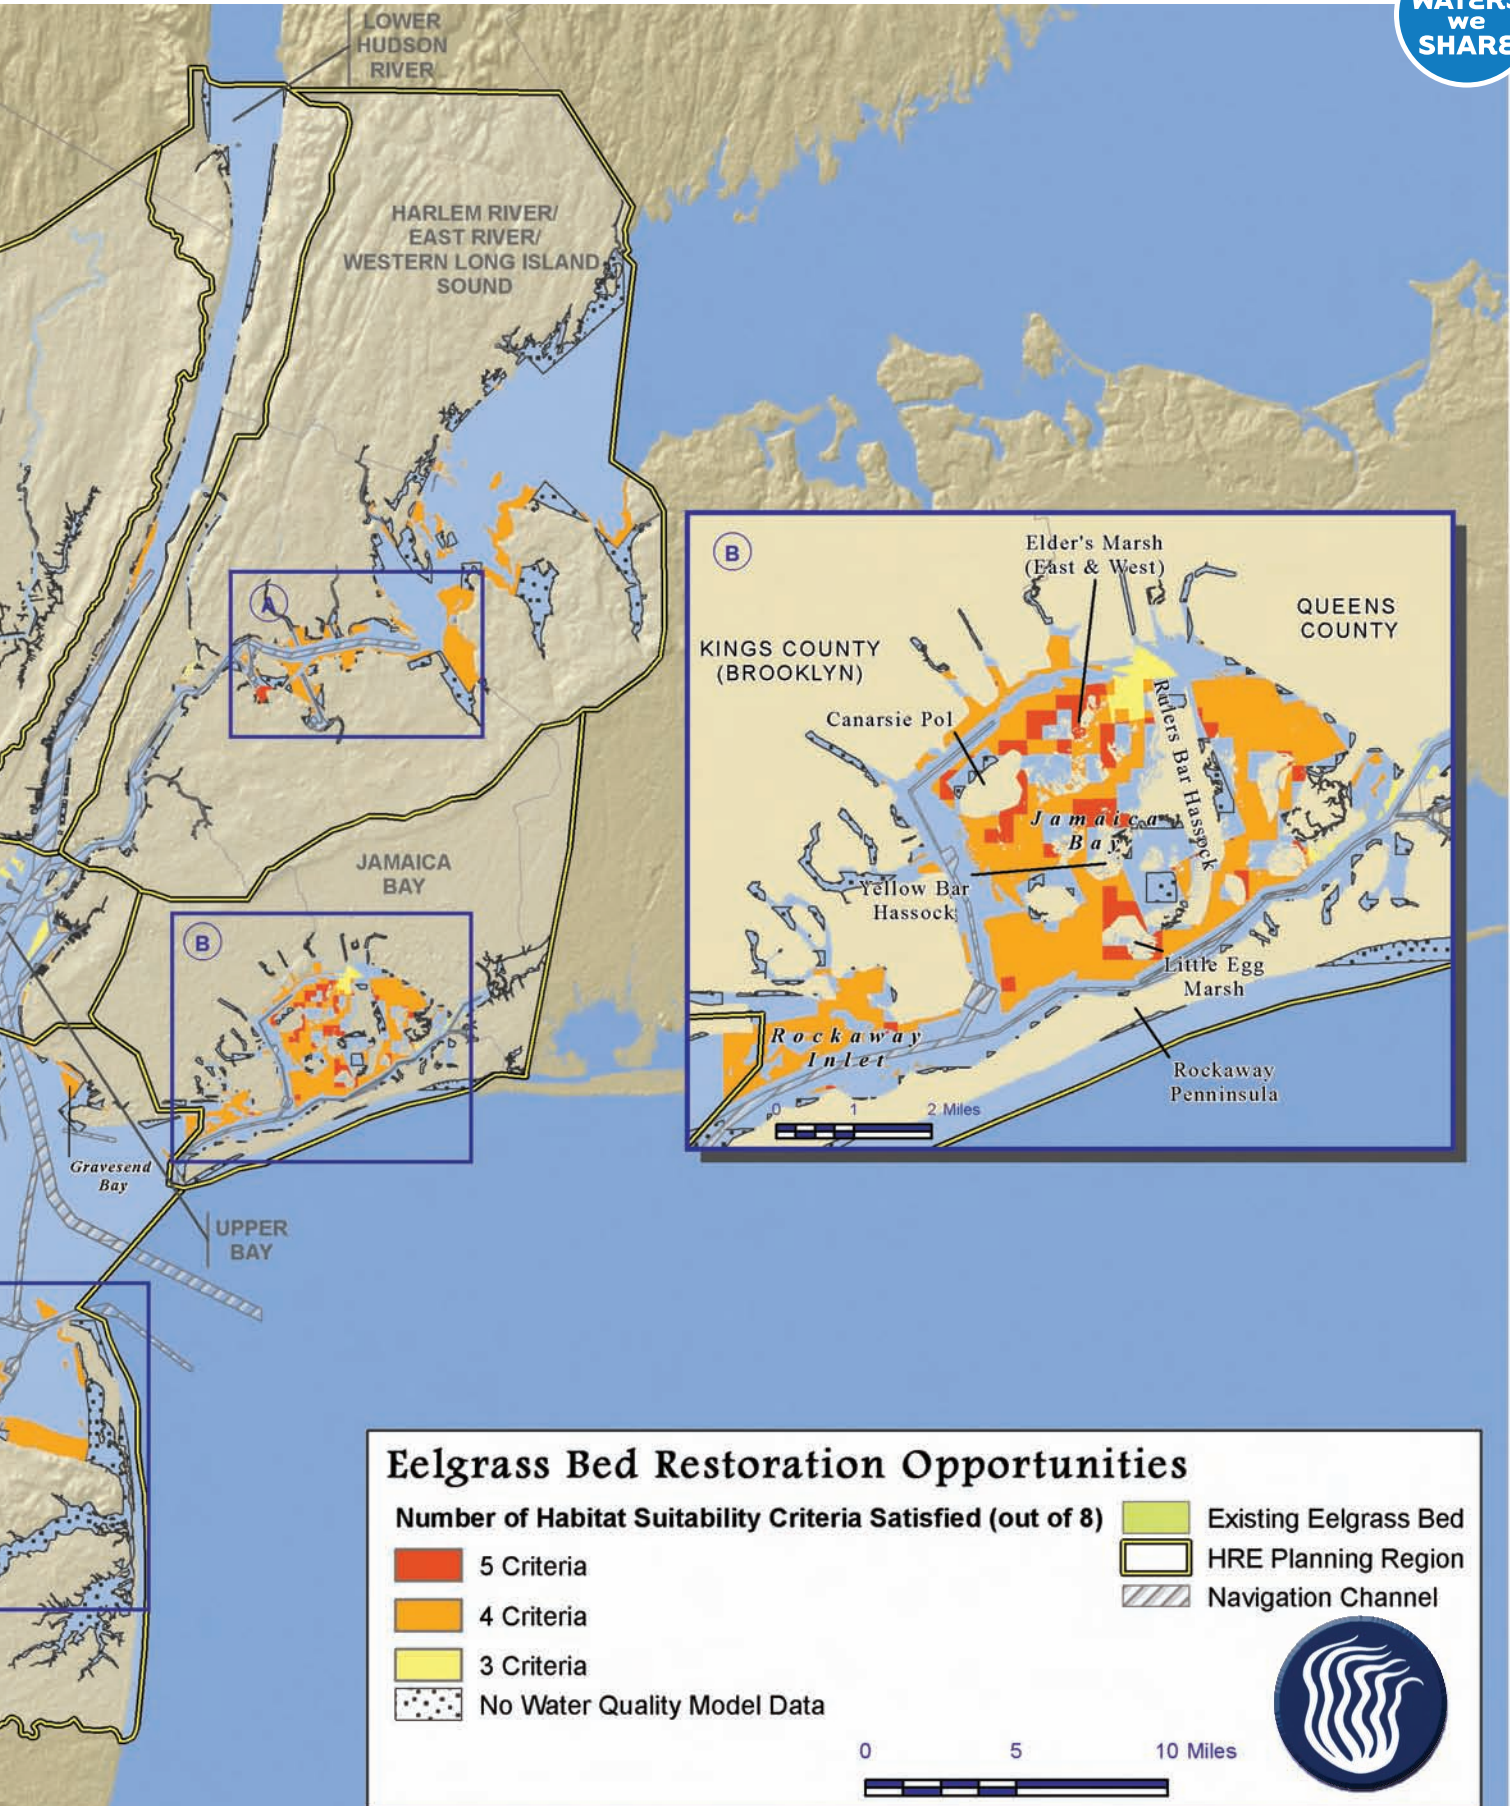 WATERS
we
SHARE
LOWER
HUDSON
RIVER
HARLEM RIVER/
EAST RIVER/
WESTERN LONG ISLAND
SOUND
A
JAMAICA
BAY
B
Gravesend
Bay
UPPER
BAY
B
Elder's Marsh
(East & West)
QUEENS
COUNTY
KINGS COUNTY
(BROOKLYN)
Canarsie Pol
Rulers Bar Hassock
Jamaica
Bay
Yellow Bar
Hassock
Little Egg
Marsh
Rockaway
Inlet
Rockaway
Penninsula
0 1 2 Miles
Eelgrass Bed Restoration Opportunities
Number of Habitat Suitability Criteria Satisfied (out of 8)
5 Criteria
4 Criteria
3 Criteria
No Water Quality Model Data
Existing Eelgrass Bed
HRE Planning Region
Navigation Channel
0 5 10 Miles